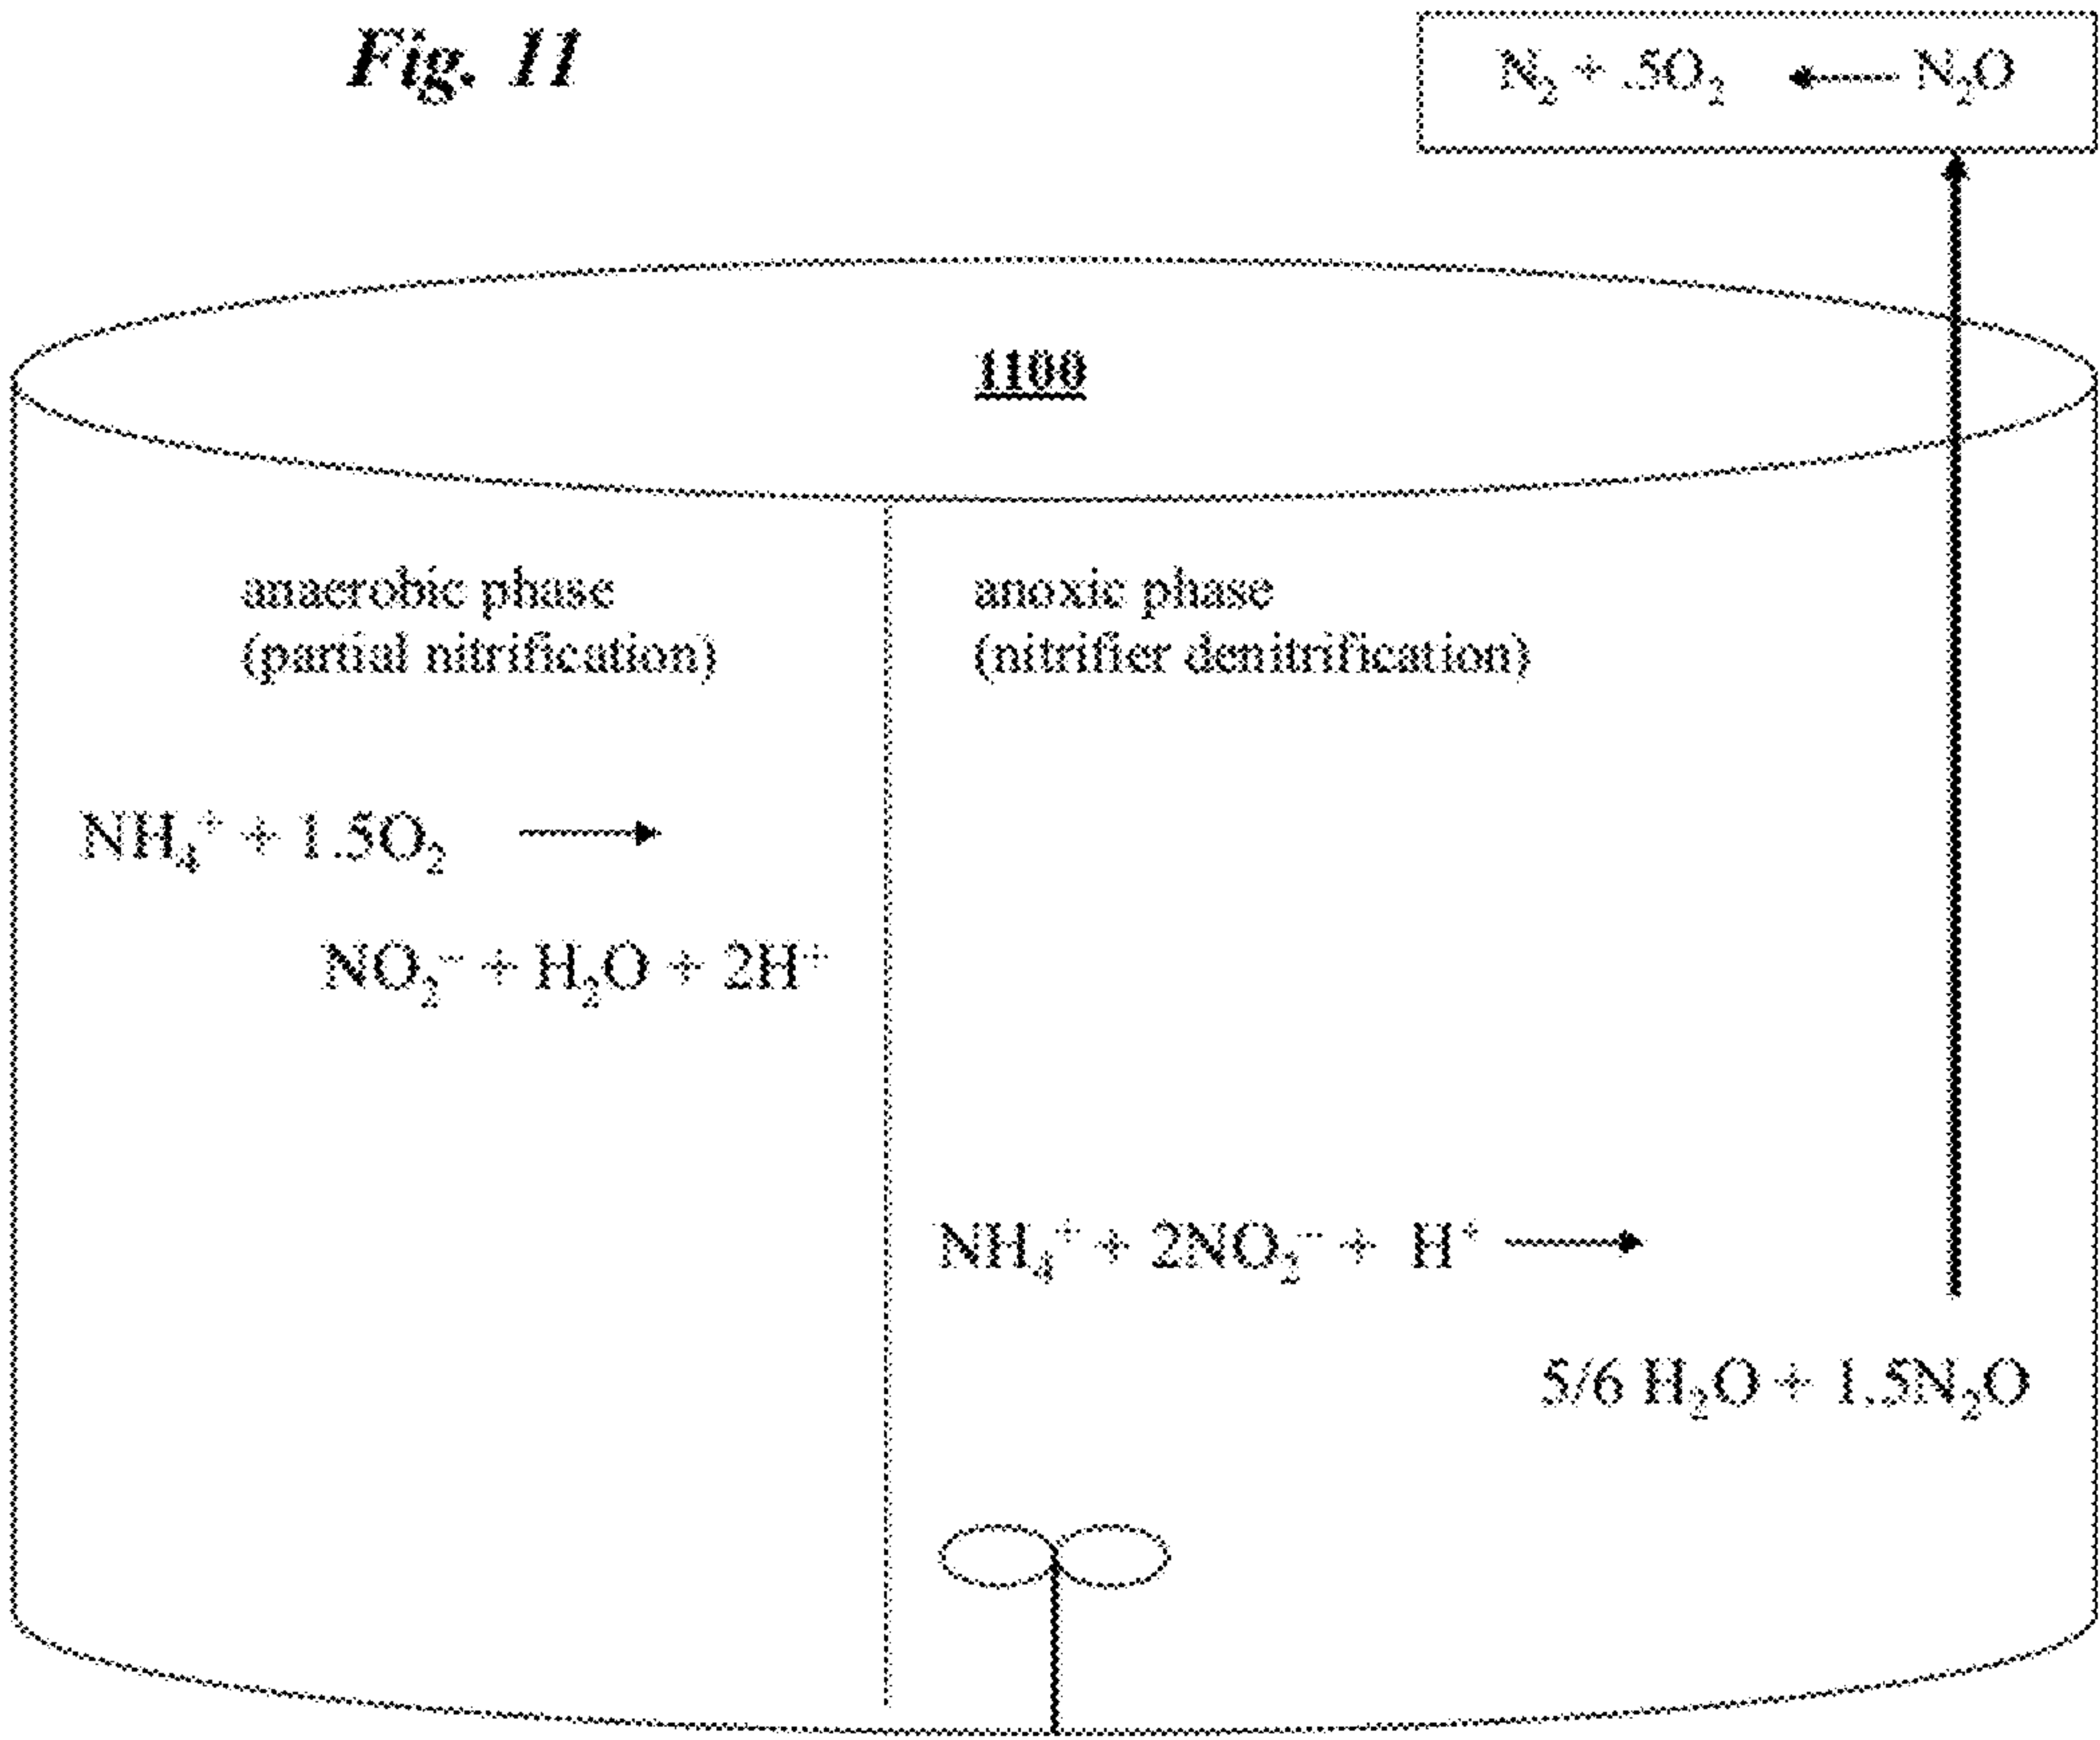 Fig. 11
N₂ + .5O₂ ← N₂O
1100
anaerobic phase
(partial nitrification)
anoxic phase
(nitrifier denitrification)
NH₄⁺ + 1.5O₂ →
NO₂⁻ + H₂O + 2H⁺
NH₄⁺ + 2NO₂⁻ + H⁺ →
5/6 H₂O + 1.5N₂O